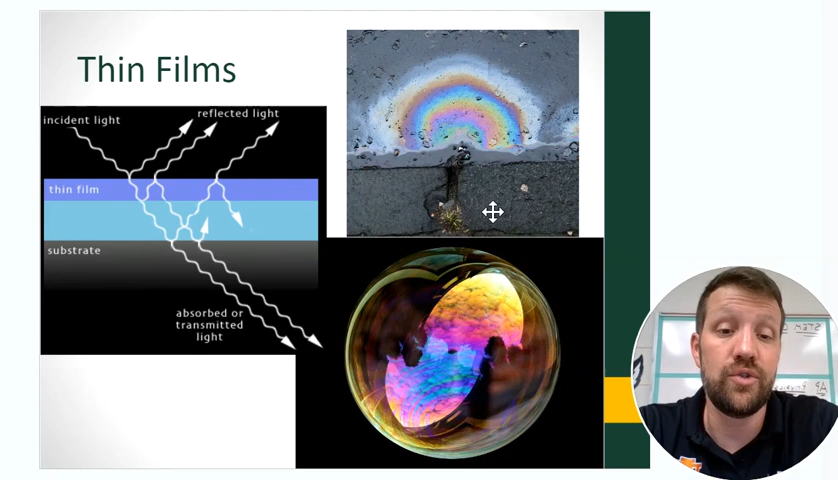 Thin Films
incident light
reflected light
thin film
substrate
absorbed or
transmitted
light